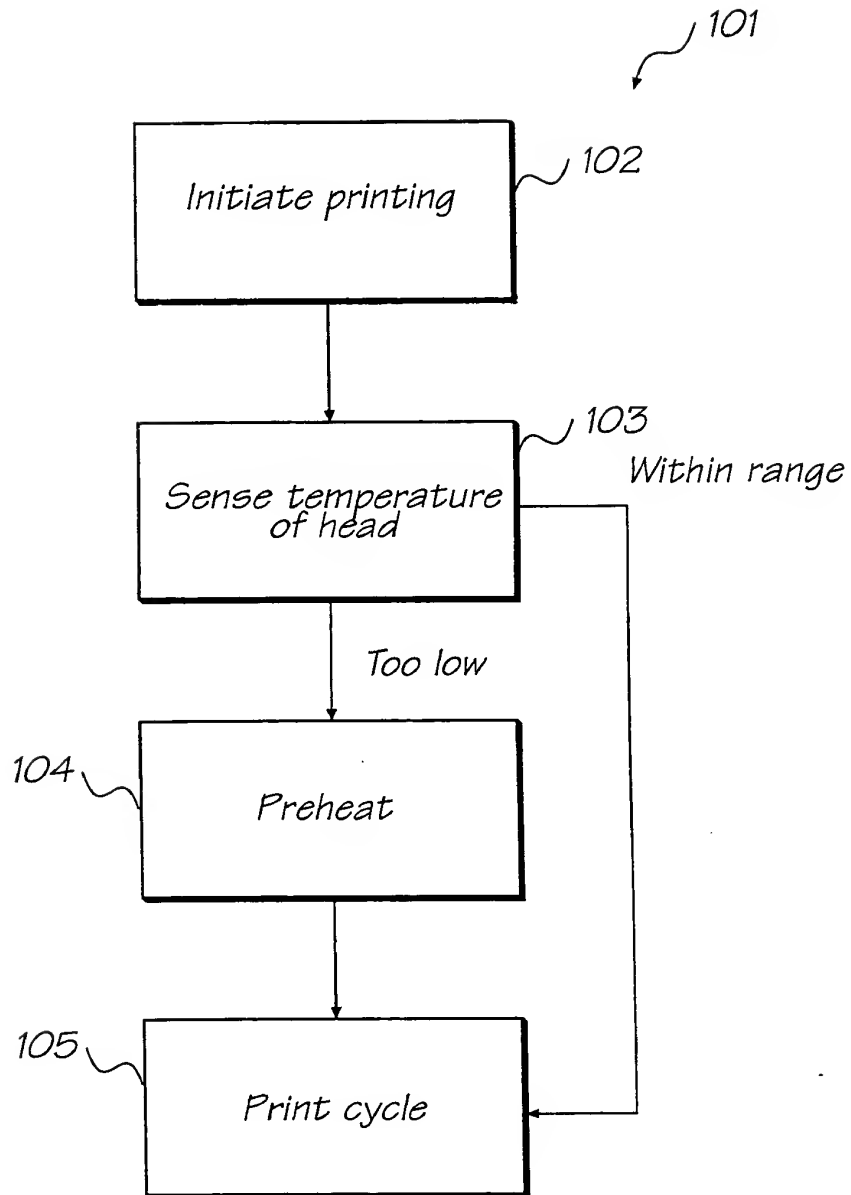 101
Initiate printing
102
Sense temperature
of head
103
Within range
Too low
104
Preheat
105
Print cycle